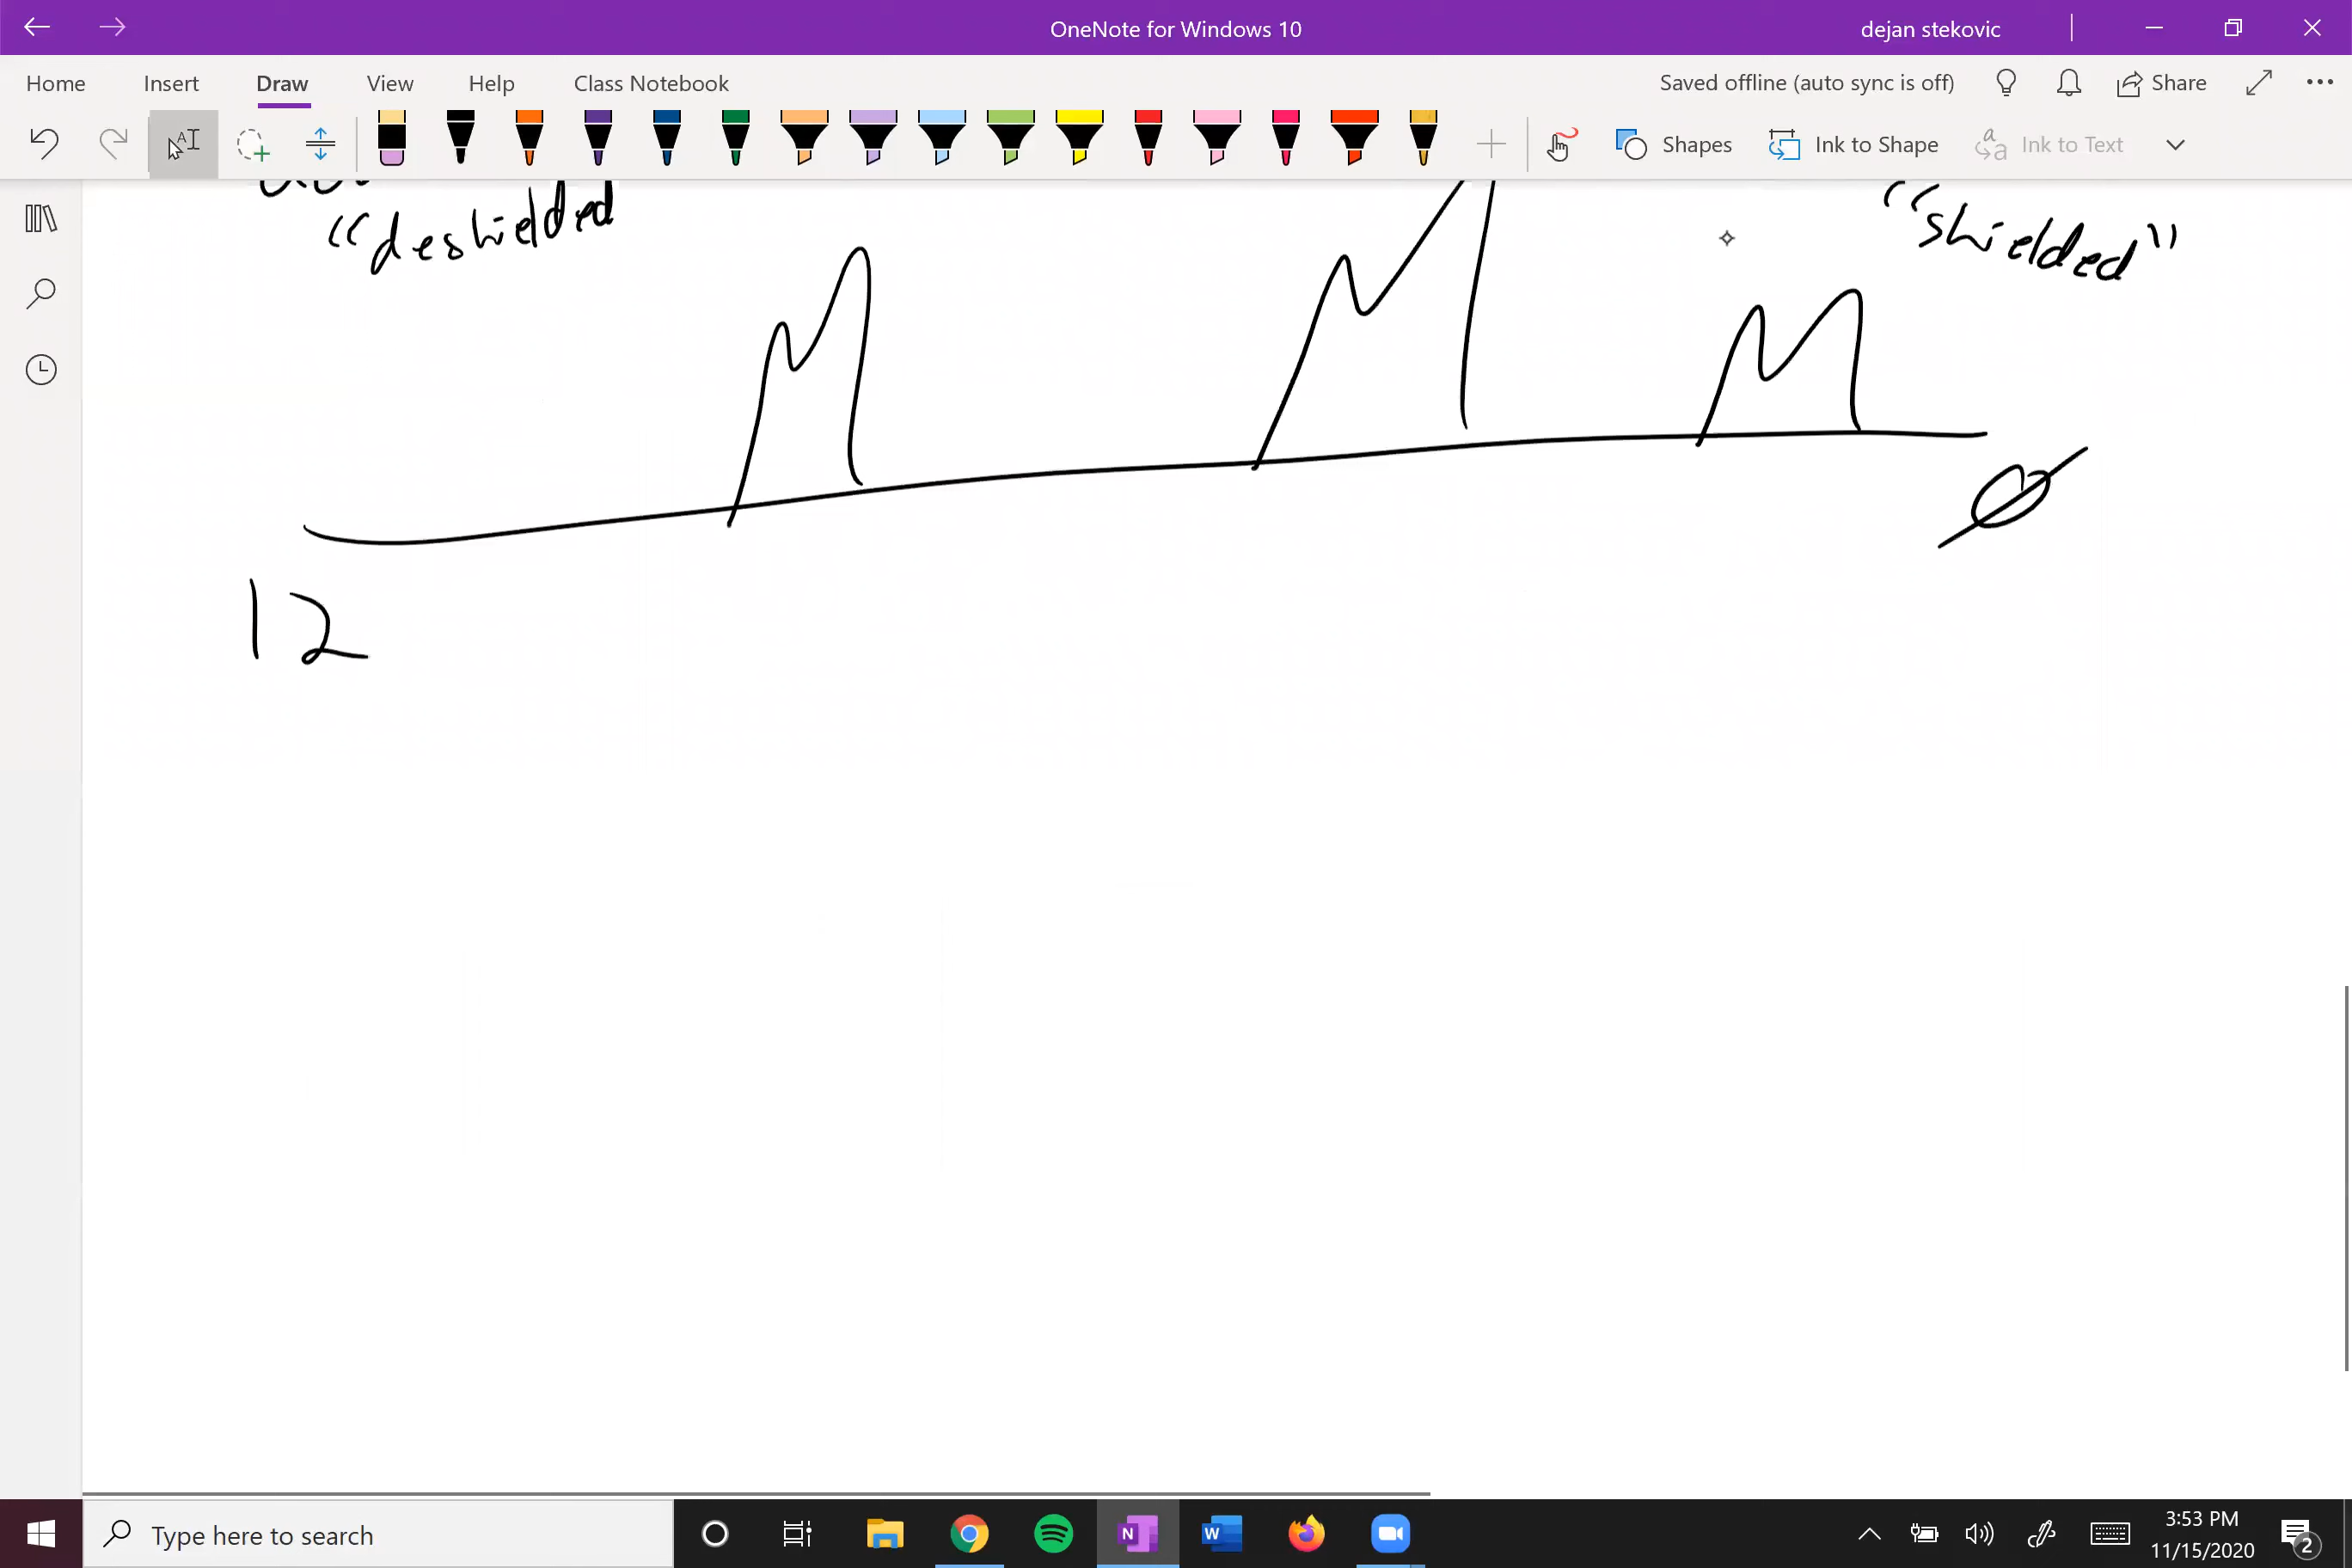 OneNote for Windows 10
dejan stekovic
Home Insert Draw View Help Class Notebook
Saved offline (auto sync is off) Share
Shapes Ink to Shape Ink to Text
"deshielded
"shielded"
0
12
Type here to search
3:53 PM
11/15/2020
2